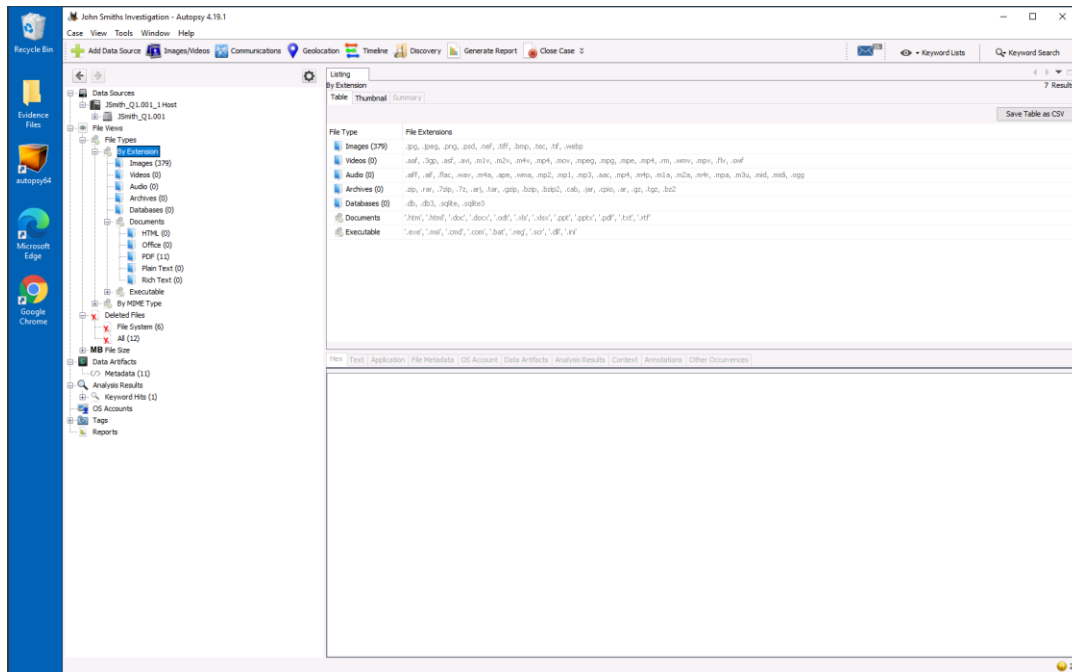 John Smiths Investigation - Autopsy 4.19.1
Case View Tools Window Help
Add Data Source Images/Videos Communications Geolocation Timeline Discovery Generate Report Close Case Keyword Lists Keyword Search
Recycle Bin
Evidence Files
autopsy64
Microsoft Edge
Google Chrome
Data Sources
JSmith_Q1.001_1 Host
JSmith_Q1.001
File Views
File Types
By Extension
Images (379)
Videos (0)
Audio (0)
Archives (0)
Databases (0)
Documents
HTML (0)
Office (0)
PDF (11)
Plain Text (0)
Rich Text (0)
Executable
By MIME Type
Deleted Files
File System (6)
All (12)
MB File Size
Data Artifacts
Metadata (11)
Analysis Results
Keyword Hits (1)
OS Accounts
Tags
Reports
Listing
By Extension
7 Result
Table Thumbnail Summary
Save Table as CSV
File Type File Extensions
Images (379) .jpg, .jpeg, .png, .psd, .nef, .tiff, .bmp, .tec, .tif, .webp
Videos (0) .aaf, .3gp, .asf, .avi, .m1v, .m2v, .m4v, .mp4, .mov, .mpeg, .mpg, .mpe, .mp4, .rm, .wmv, .mpv, .flv, .swf
Audio (0) .aiff, .aif, .flac, .wav, .m4a, .ape, .wma, .mp2, .mp1, .mp3, .aac, .mp4, .m4p, .m1a, .m2a, .m4r, .mpa, .m3u, .mid, .midi, .ogg
Archives (0) .zip, .rar, .7zip, .7z, .arj, .tar, .gzip, .bzip, .bzip2, .cab, .jar, .cpio, .ar, .gz, .tgz, .bz2
Databases (0) .db, .db3, .sqlite, .sqlite3
Documents '.htm', '.html', '.doc', '.docx', '.odt', '.xls', '.xlsx', '.ppt', '.pptx', '.pdf', '.txt', '.rtf'
Executable '.exe', '.msi', '.cmd', '.com', '.bat', '.reg', '.scr', '.dll', '.ini'
Hex Text Application File Metadata OS Account Data Artifacts Analysis Results Context Annotations Other Occurrences